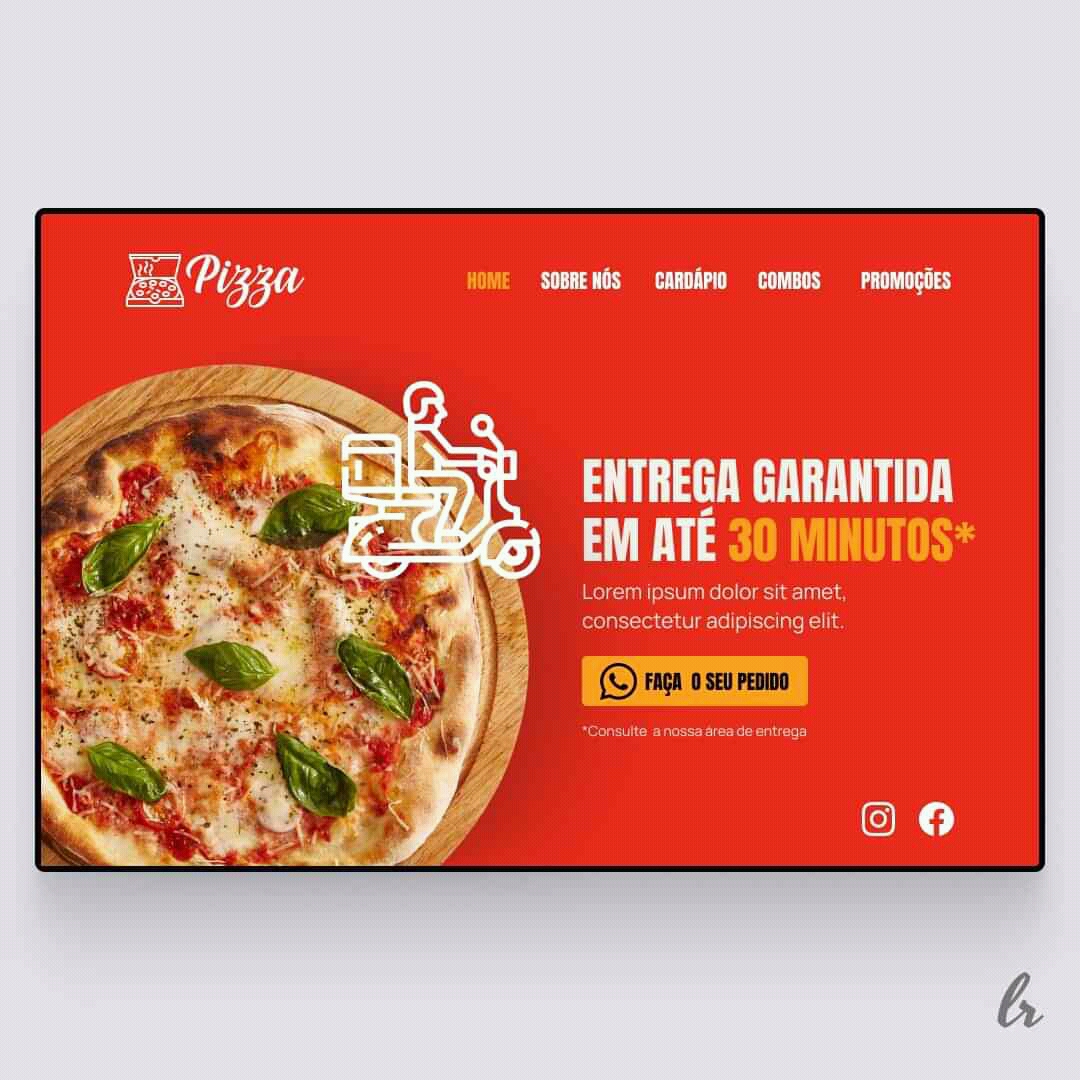 Pizza
HOME SOBRE NÓS CARDÁPIO COMBOS PROMOÇÕES
ENTREGA GARANTIDA
EM ATÉ 30 MINUTOS*
Lorem ipsum dolor sit amet,
consectetur adipiscing elit.
FAÇA O SEU PEDIDO
*Consulte a nossa área de entrega
lr